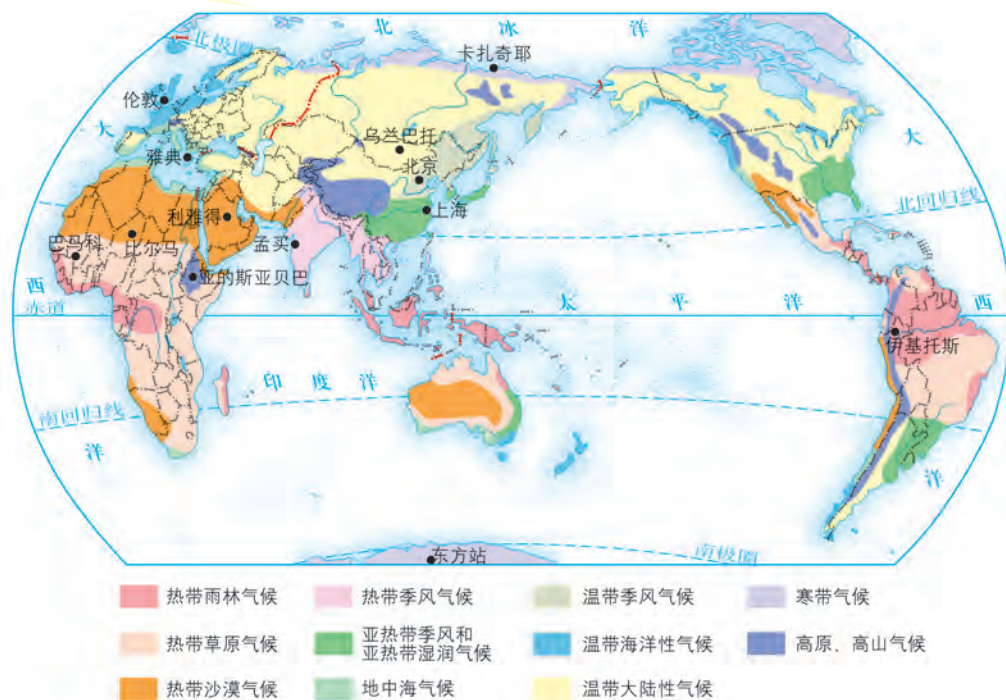 北 冰 洋
北极圈
卡扎奇耶
伦敦
大
乌兰巴托
大
雅典
北京
利雅得
上海
北回归线
巴马科
比尔马
孟买
亚的斯亚贝巴
西
赤道
太 平 洋
西
伊基托斯
印 度 洋
南回归线
洋
洋
东方站
南极圈
热带雨林气候
热带季风气候
温带季风气候
寒带气候
热带草原气候
亚热带季风和
亚热带湿润气候
温带海洋性气候
高原、高山气候
热带沙漠气候
地中海气候
温带大陆性气候